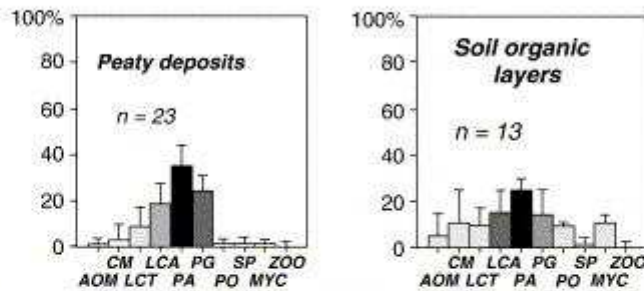 100%
80
60
40
20
0
Peaty deposits
n = 23
CM LCA PG SP ZOO
AOM LCT PA PO MYC
100%
80
60
40
20
0
Soil organic
layers
n = 13
CM LCA PG SP ZOO
AOM LCT PA PO MYC